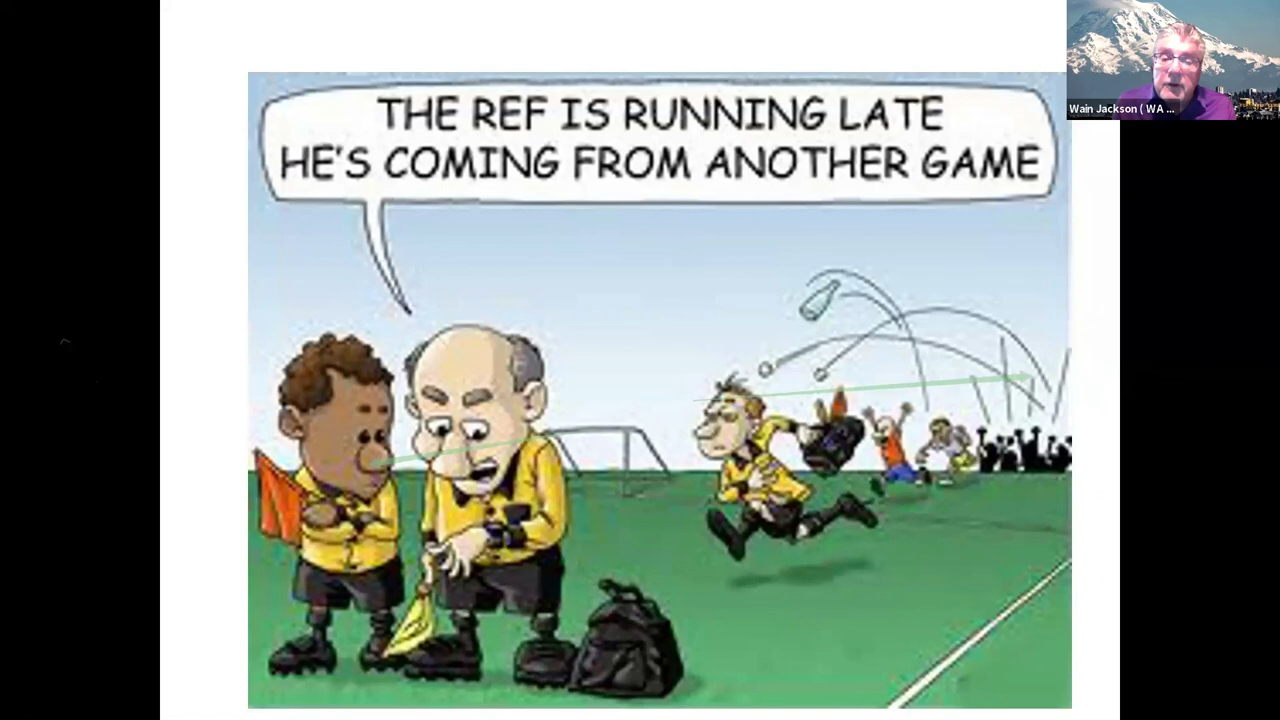 THE REF IS RUNNING LATE
HE'S COMING FROM ANOTHER GAME
Wain Jackson ( WA ...